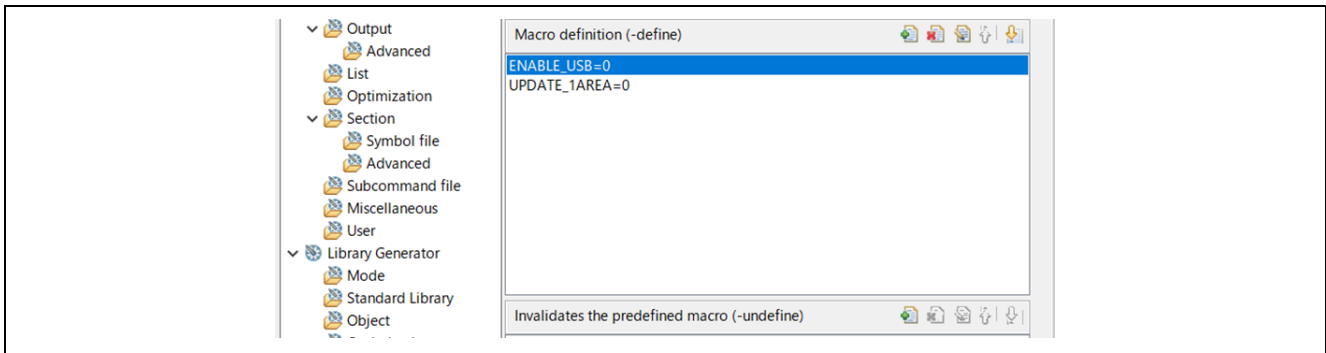 Output
Advanced
List
Optimization
Section
Symbol file
Advanced
Subcommand file
Miscellaneous
User
Library Generator
Mode
Standard Library
Object
Macro definition (-define)
ENABLE_USB=0
UPDATE_1AREA=0
Invalidates the predefined macro (-undefine)